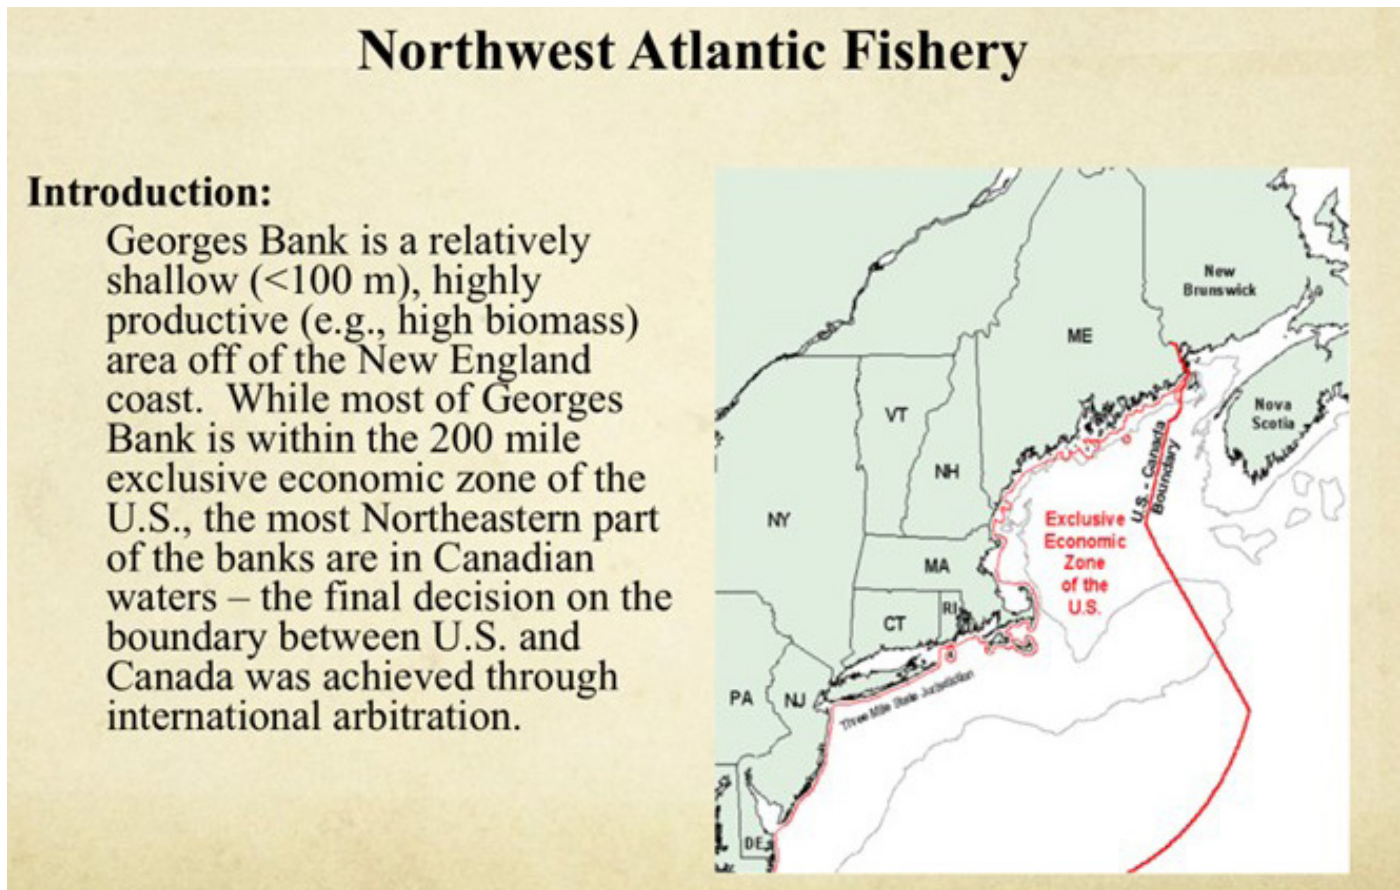 Northwest Atlantic Fishery
Introduction:
Georges Bank is a relatively
shallow (<100 m), highly
productive (e.g., high biomass)
area off of the New England
coast.  While most of Georges
Bank is within the 200 mile
exclusive economic zone of the
U.S., the most Northeastern part
of the banks are in Canadian
waters – the final decision on the
boundary between U.S. and
Canada was achieved through
international arbitration.
New
Brunswick
ME
Nova
Scotia
VT
NH
U.S. - Canada
Boundary
NY
Exclusive
Economic
Zone
of the
U.S.
MA
CT
RI
PA
NJ
Three Mile State Jurisdiction
DE